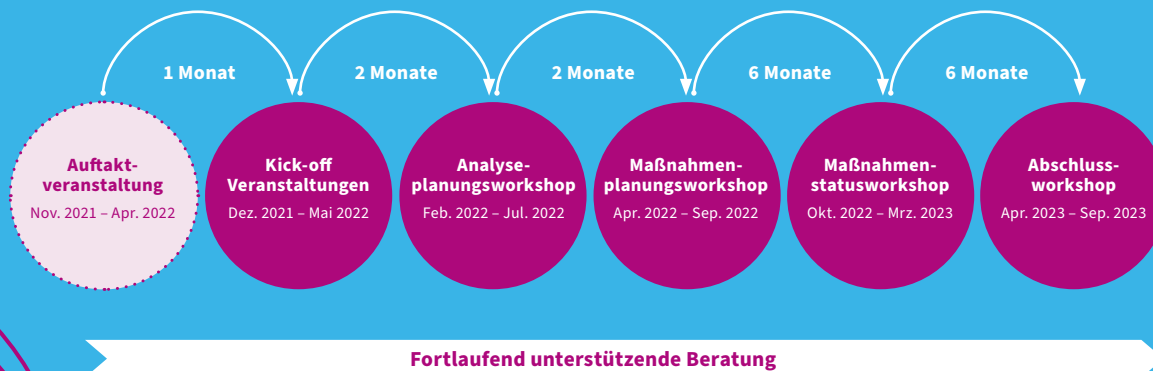 1 Monat
2 Monate
2 Monate
6 Monate
6 Monate
Auftakt-
veranstaltung
Nov. 2021 – Apr. 2022
Kick-off
Veranstaltungen
Dez. 2021 – Mai 2022
Analyse-
planungsworkshop
Feb. 2022 – Jul. 2022
Maßnahmen-
planungsworkshop
Apr. 2022 – Sep. 2022
Maßnahmen-
statusworkshop
Okt. 2022 – Mrz. 2023
Abschluss-
workshop
Apr. 2023 – Sep. 2023
Fortlaufend unterstützende Beratung